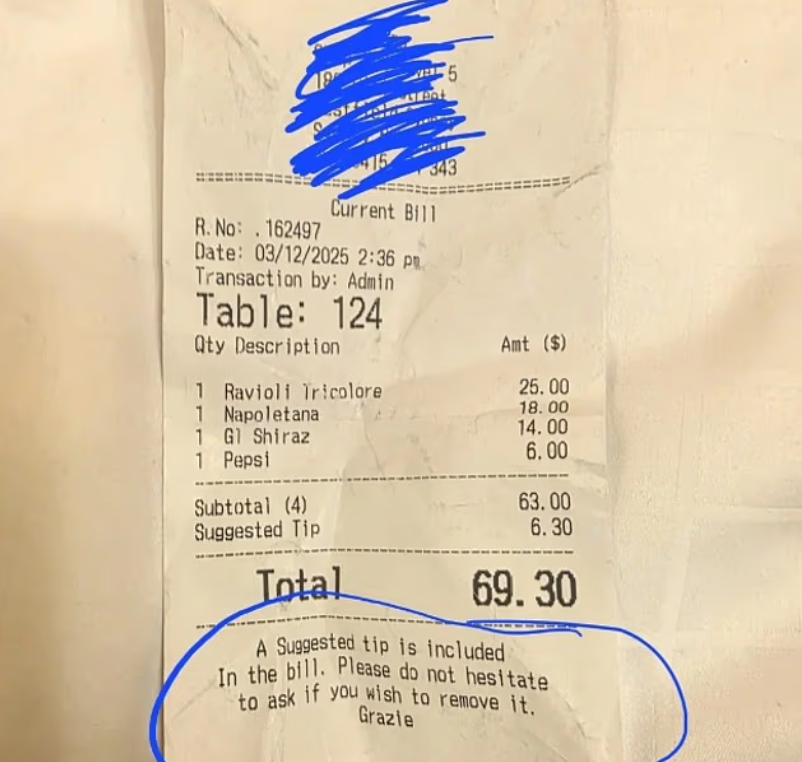 5
343
Current Bill
R.No: . 162497
Date: 03/12/2025 2:36 pm
Transaction by: Admin
Table: 124
Qty Description Amt ($)
1 Ravioli Tricolore 25.00
1 Napoletana 18.00
1 Gl Shiraz 14.00
1 Pepsi 6.00
Subtotal (4) 63.00
Suggested Tip 6.30
Total 69.30
A Suggested tip is included
In the bill. Please do not hesitate
to ask if you wish to remove it.
Grazie